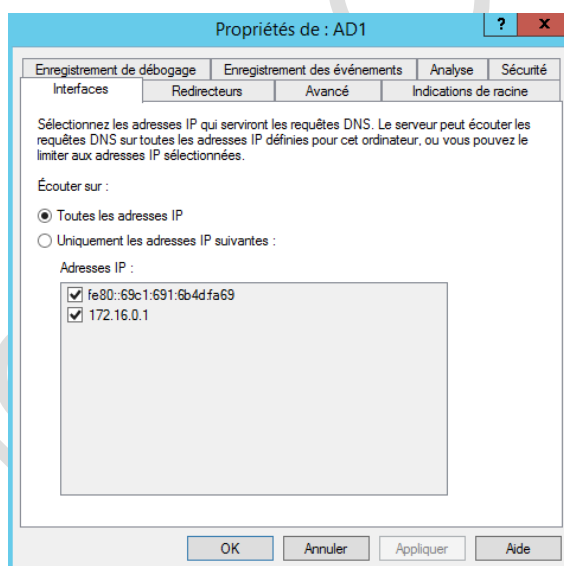 Propriétés de : AD1
? x
Enregistrement de débogage Enregistrement des événements Analyse Sécurité
Interfaces Redirecteurs Avancé Indications de racine
Sélectionnez les adresses IP qui serviront les requêtes DNS. Le serveur peut écouter les
requêtes DNS sur toutes les adresses IP définies pour cet ordinateur, ou vous pouvez le
limiter aux adresses IP sélectionnées.
Écouter sur :
Toutes les adresses IP
Uniquement les adresses IP suivantes :
Adresses IP :
fe80::69c1:691:6b4d:fa69
172.16.0.1
OK Annuler Appliquer Aide